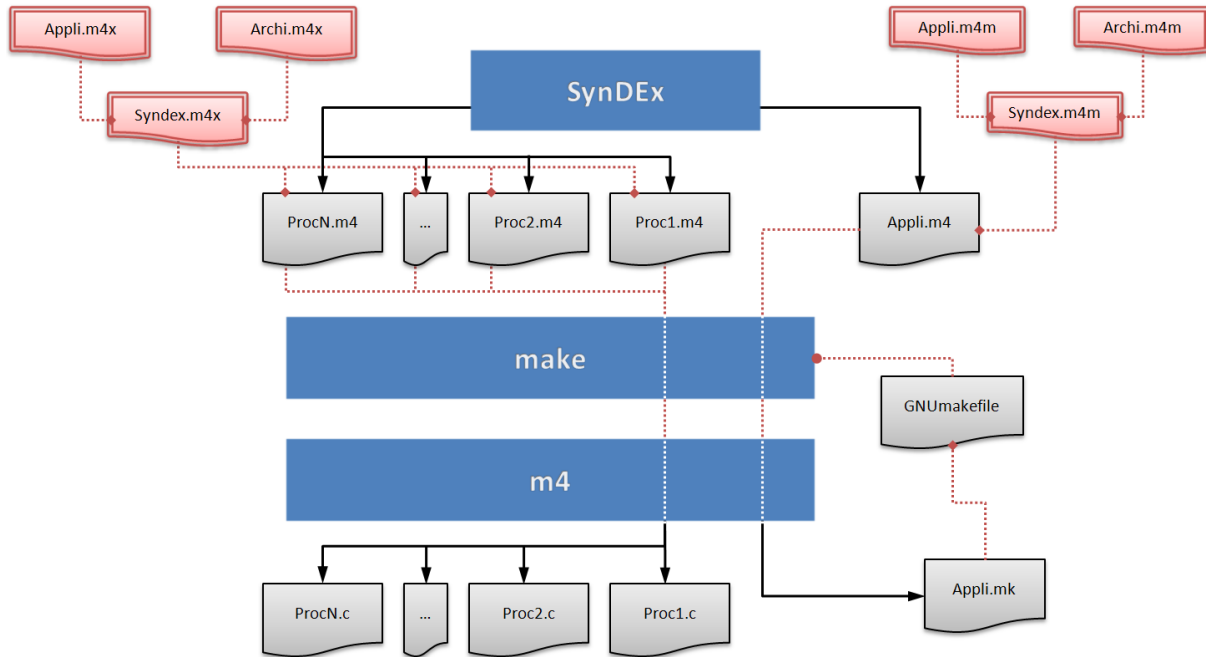 Appli.m4x
Archi.m4x
Appli.m4m
Archi.m4m
SynDEx
Syndex.m4x
Syndex.m4m
ProcN.m4
...
Proc2.m4
Proc1.m4
Appli.m4
make
GNUmakefile
m4
ProcN.c
...
Proc2.c
Proc1.c
Appli.mk